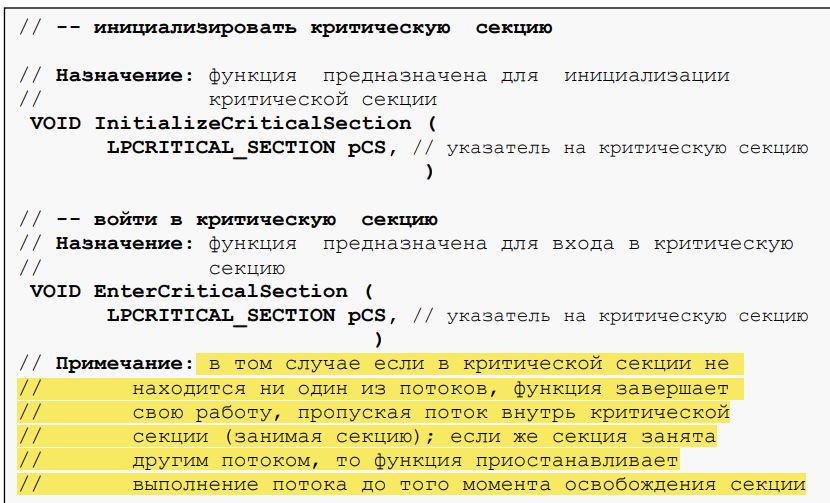 // -- инициализировать критическую секцию
// Назначение: функция предназначена для инициализации
// критической секции
VOID InitializeCriticalSection (
LPCRITICAL_SECTION pCS, // указатель на критическую секцию
)
// -- войти в критическую секцию
// Назначение: функция предназначена для входа в критическую
// секцию
VOID EnterCriticalSection (
LPCRITICAL_SECTION pCS, // указатель на критическую секцию
)
// Примечание: в том случае если в критической секции не
// находится ни один из потоков, функция завершает
// свою работу, пропуская поток внутрь критической
// секции (занимая секцию); если же секция занята
// другим потоком, то функция приостанавливает
// выполнение потока до того момента освобождения секции